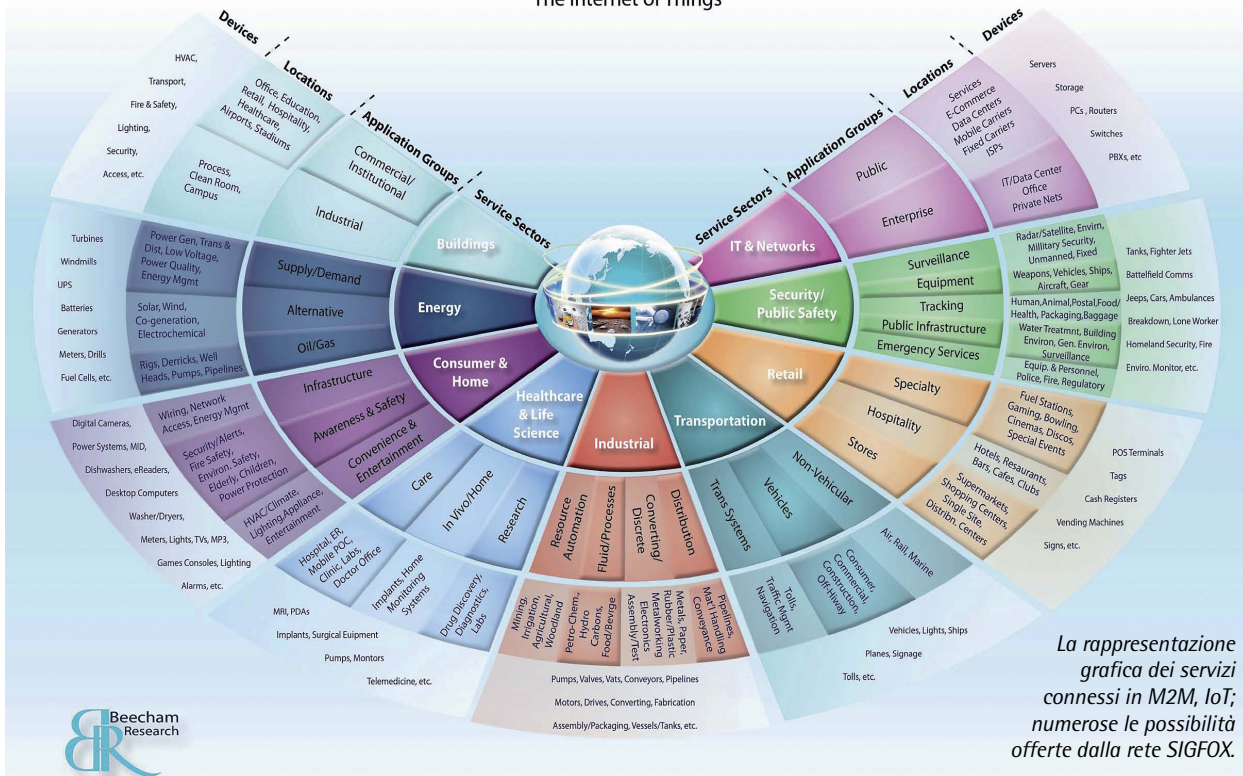 The Internet of Things
Devices
Locations
Application Groups
Service Sectors
Devices
Locations
Application Groups
Service Sectors
HVAC,
Transport,
Fire & Safety,
Lighting,
Security,
Access, etc.
Office, Education,
Retail, Hospitality,
Healthcare,
Airports, Stadiums
Process,
Clean Room,
Campus
Commercial/
Institutional
Industrial
Buildings
Turbines
Windmills
UPS
Batteries
Generators
Meters, Drills
Fuel Cells, etc.
Power Gen, Trans &
Dist, Low Voltage,
Power Quality,
Energy Mgmt
Solar, Wind,
Co-generation,
Electrochemical
Rigs, Derricks, Well
Heads, Pumps, Pipelines
Supply/Demand
Alternative
Oil/Gas
Energy
Digital Cameras,
Power Systems, MID,
Dishwashers, eReaders,
Desktop Computers
Washer/Dryers,
Meters, Lights, TVs, MP3,
Games Consoles, Lighting
Alarms, etc.
Wiring, Network
Access, Energy Mgmt
Security/Alerts,
Fire Safety,
Environ. Safety,
Elderly, Children,
Power Protection
HVAC/Climate,
Lighting,Appliance,
Entertainment
Infrastructure
Awareness & Safety
Convenience &
Entertainment
Consumer &
Home
MRI, PDAs
Implants, Surgical Euipment
Pumps, Montors
Telemedicine, etc.
Hospital, ER,
Mobile POC,
Clinic, Labs,
Doctor Office
Implants, Home
Monitoring
Systems
Drug Discovery,
Diagnostics,
Labs
Care
In Vivo/Home
Research
Healthcare
& Life
Science
Industrial
Resource
Automation
Fluid/Processes
Converting/
Discrete
Distribution
Mining,
Irrigation,
Agricultural,
Woodland
Petro-Chem,
Hydro
Carbons,
Food/Bevrge
Metals, Paper,
Rubber/Plastic
Metalworking
Electronics
Assembly/Test
Pipelines,
Mat'l Handling
Conveyance
Pumps, Valves, Vats, Conveyors, Pipelines
Motors, Drives, Converting, Fabrication
Assembly/Packaging, Vessels/Tanks, etc.
Transportation
Trans Systems
Vehicles
Non-Vehicular
Tolls,
Traffic Mgmt
Navigation
Consumer,
Commercial,
Construction,
Off-Hiway
Air, Rail, Marine
Vehicles, Lights, Ships
Planes, Signage
Tolls, etc.
Retail
Specialty
Hospitality
Stores
Fuel Stations,
Gaming, Bowling,
Cinemas, Discos,
Special Events
Hotels, Resaurants,
Bars, Cafes, Clubs
Supermarkets,
Shopping Centers,
Single Site,
Distribn, Centers
POS Terminals
Tags
Cash Registers
Vending Machines
Signs, etc.
Security/
Public Safety
Surveillance
Equipment
Tracking
Public Infrastructure
Emergency Services
Radar/Satellite, Envirn,
Millitary Security,
Unmanned, Fixed
Weapons, Vehicles, Ships,
Aircraft, Gear
Human,Animal,Postal,Food/
Health, Packaging,Baggage
Water Treatmnt, Building
Environ, Gen. Environ,
Surveillance
Equip. & Personnel,
Police, Fire, Regulatory
Tanks, Fighter Jets
Battelfield Comms
Jeeps, Cars, Ambulances
Breakdown, Lone Worker
Homeland Security, Fire
Enviro. Monitor, etc.
IT & Networks
Public
Enterprise
Services
E-Commerce
Data Centers
Mobile Carriers
Fixed Carriers
ISPs
IT/Data Center
Office
Private Nets
Servers
Storage
PCs , Routers
Switches
PBXs, etc
Beecham
Research
La rappresentazione
grafica dei servizi
connessi in M2M, IoT;
numerose le possibilità
offerte dalla rete SIGFOX.